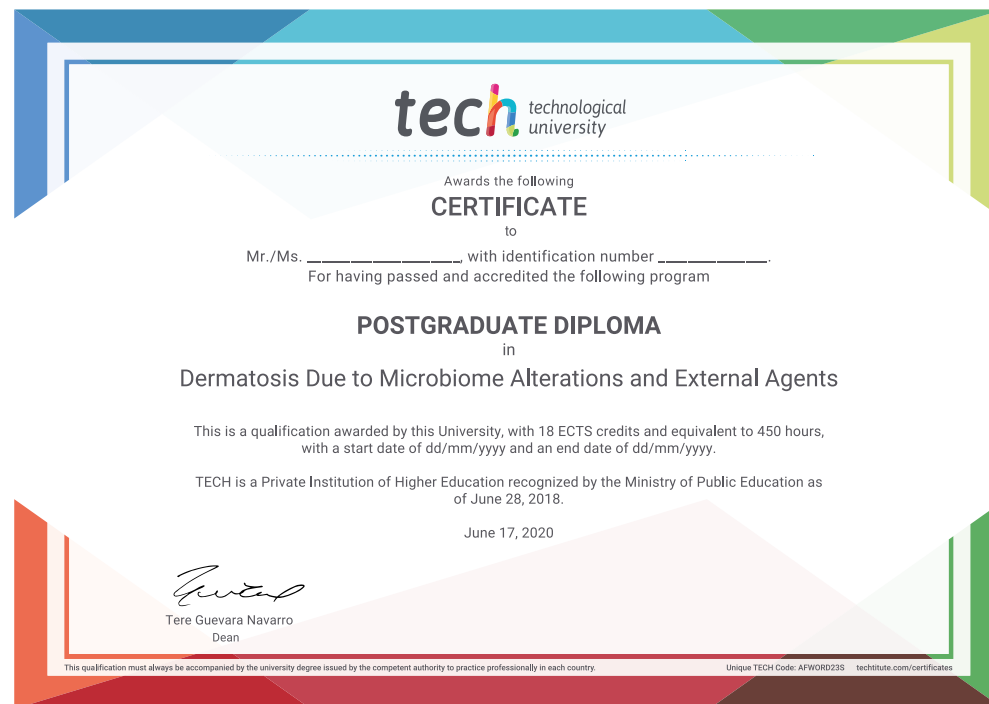 tech technological
university
Awards the following
CERTIFICATE
to
Mr./Ms. ____________________, with identification number ______________.
For having passed and accredited the following program
POSTGRADUATE DIPLOMA
in
Dermatosis Due to Microbiome Alterations and External Agents
This is a qualification awarded by this University, with 18 ECTS credits and equivalent to 450 hours,
with a start date of dd/mm/yyyy and an end date of dd/mm/yyyy.
TECH is a Private Institution of Higher Education recognized by the Ministry of Public Education as
of June 28, 2018.
June 17, 2020
Tere Guevara Navarro
Dean
This qualification must always be accompanied by the university degree issued by the competent authority to practice professionally in each country.
Unique TECH Code: AFWORD23S techtitute.com/certificates